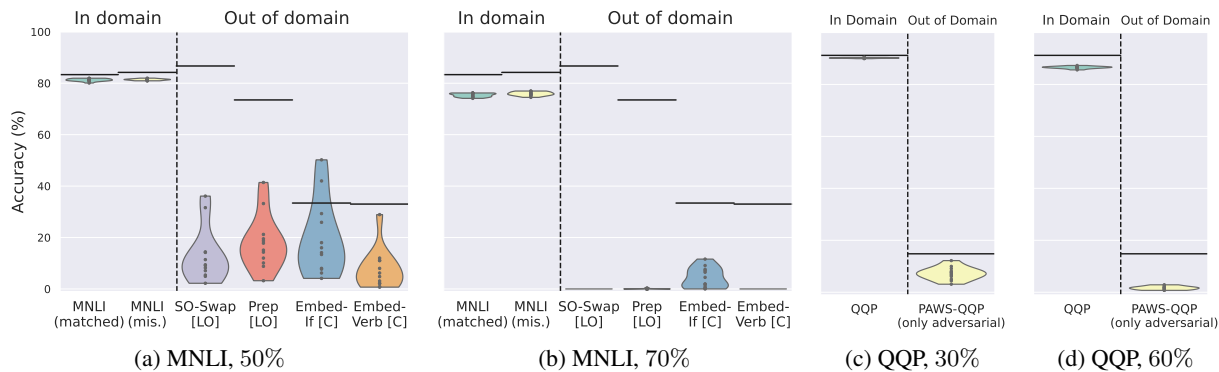 In domain
Out of domain
In domain
Out of domain
In Domain
Out of Domain
In Domain
Out of Domain
Accuracy (%)
100
80
60
40
20
0
MNLI
(matched)
MNLI
(mis.)
SO-Swap
[LO]
Prep
[LO]
Embed-
If [C]
Embed-
Verb [C]
MNLI
(matched)
MNLI
(mis.)
SO-Swap
[LO]
Prep
[LO]
Embed-
If [C]
Embed-
Verb [C]
QQP
PAWS-QQP
(only adversarial)
QQP
PAWS-QQP
(only adversarial)
(a) MNLI, 50%
(b) MNLI, 70%
(c) QQP, 30%
(d) QQP, 60%